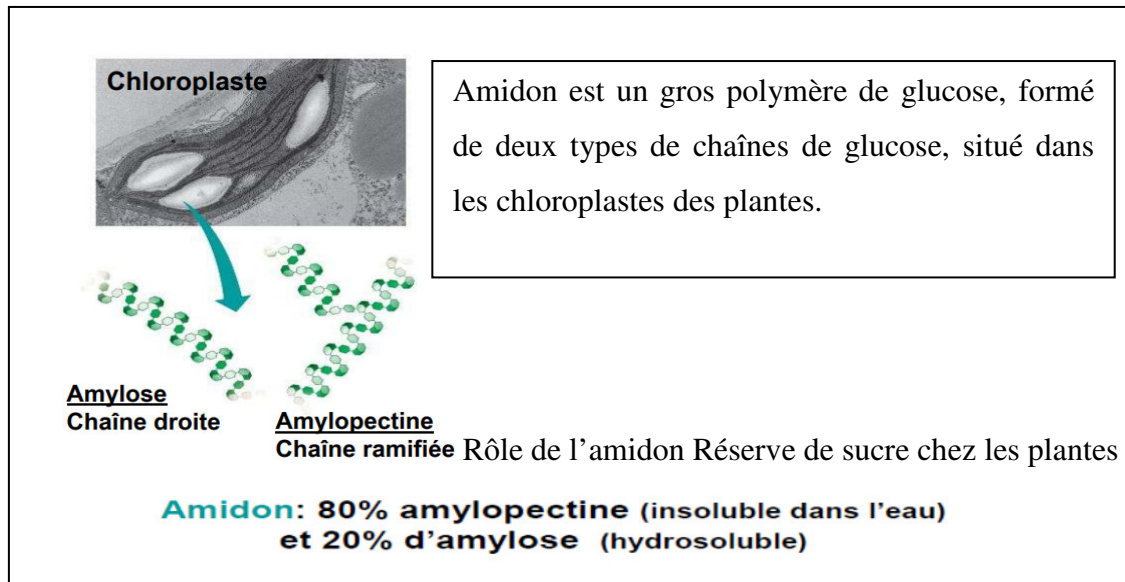 Chloroplaste
Amidon est un gros polymère de glucose, formé
de deux types de chaînes de glucose, situé dans
les chloroplastes des plantes.
Amylose
Chaîne droite
Amylopectine
Chaîne ramifiée Rôle de l’amidon Réserve de sucre chez les plantes
Amidon: 80% amylopectine (insoluble dans l’eau)
et 20% d’amylose (hydrosoluble)